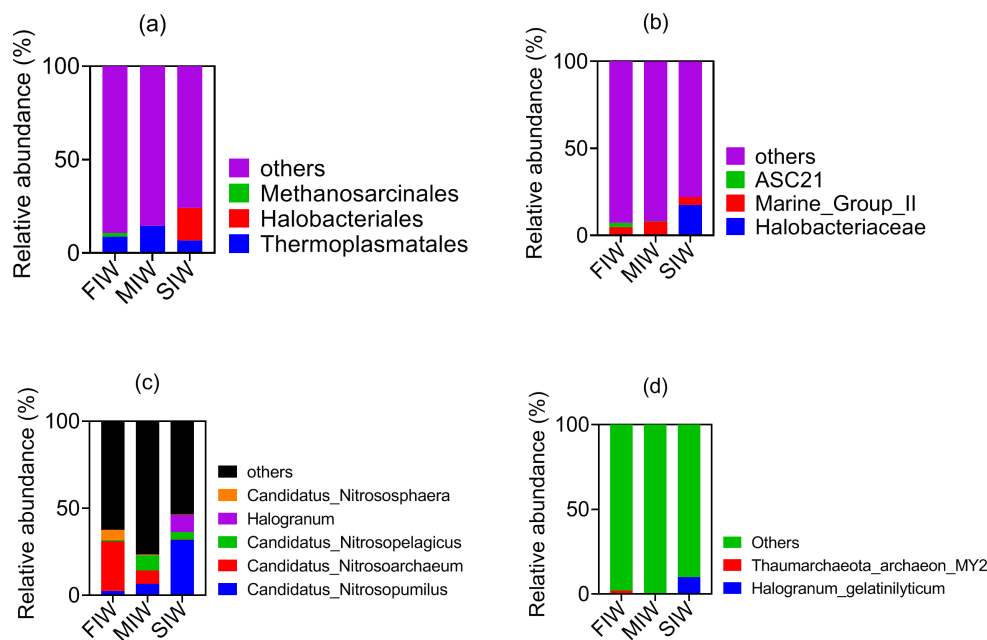 (a)
Relative abundance (%)
100
50
0
FIW
MIW
SIW
others
Methanosarcinales
Halobacteriales
Thermoplasmatales
(b)
Relative abundance (%)
100
50
0
FIW
MIW
SIW
others
ASC21
Marine_Group_II
Halobacteriaceae
(c)
Relative abundance (%)
100
50
0
FIW
MIW
SIW
others
Candidatus_Nitrososphaera
Halogranum
Candidatus_Nitrosopelagicus
Candidatus_Nitrosoarchaeum
Candidatus_Nitrosopumilus
(d)
Relative abundance (%)
100
50
0
FIW
MIW
SIW
Others
Thaumarchaeota_archaeon_MY2
Halogranum_gelatinilyticum